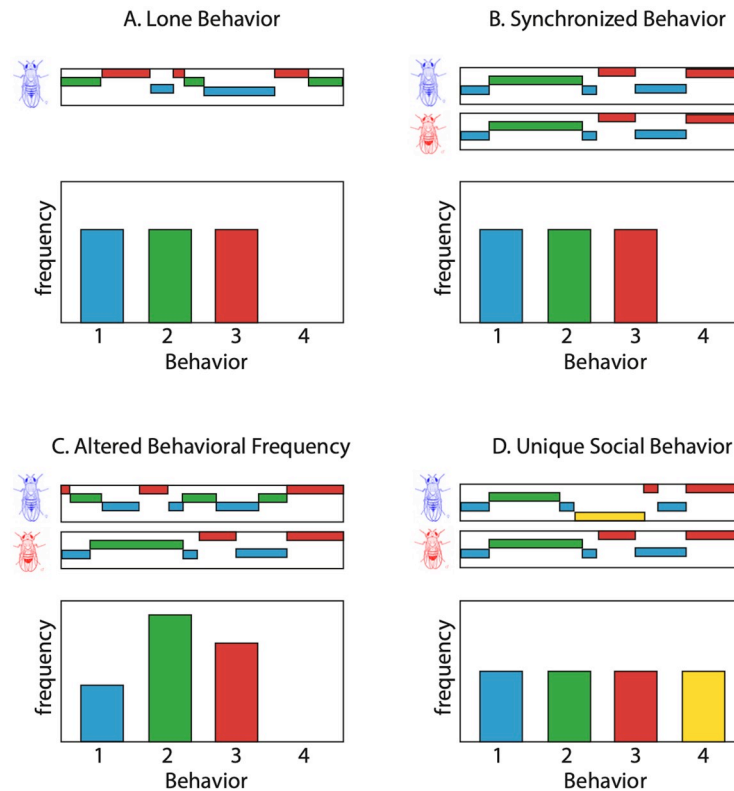 A. Lone Behavior
frequency
1 2 3 4
Behavior
B. Synchronized Behavior
frequency
1 2 3 4
Behavior
C. Altered Behavioral Frequency
frequency
1 2 3 4
Behavior
D. Unique Social Behavior
frequency
1 2 3 4
Behavior